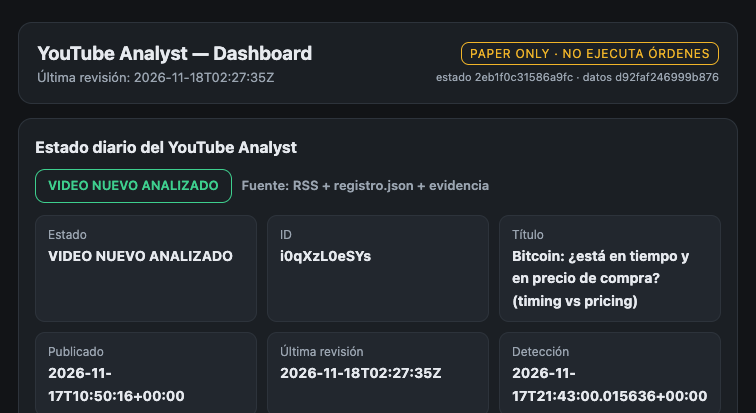 YouTube Analyst — Dashboard
PAPER ONLY · NO EJECUTA ÓRDENES
Última revisión: 2026-11-18T02:27:35Z
estado 2eb1f0c31586a9fc · datos d92faf246999b876
Estado diario del YouTube Analyst
VIDEO NUEVO ANALIZADO
Fuente: RSS + registro.json + evidencia
Estado
VIDEO NUEVO ANALIZADO
ID
i0qXzL0eSYs
Título
Bitcoin: ¿está en tiempo y
en precio de compra?
(timing vs pricing)
Publicado
2026-11-
17T10:50:16+00:00
Última revisión
2026-11-18T02:27:35Z
Detección
2026-11-
17T21:43:00.015636+00:00